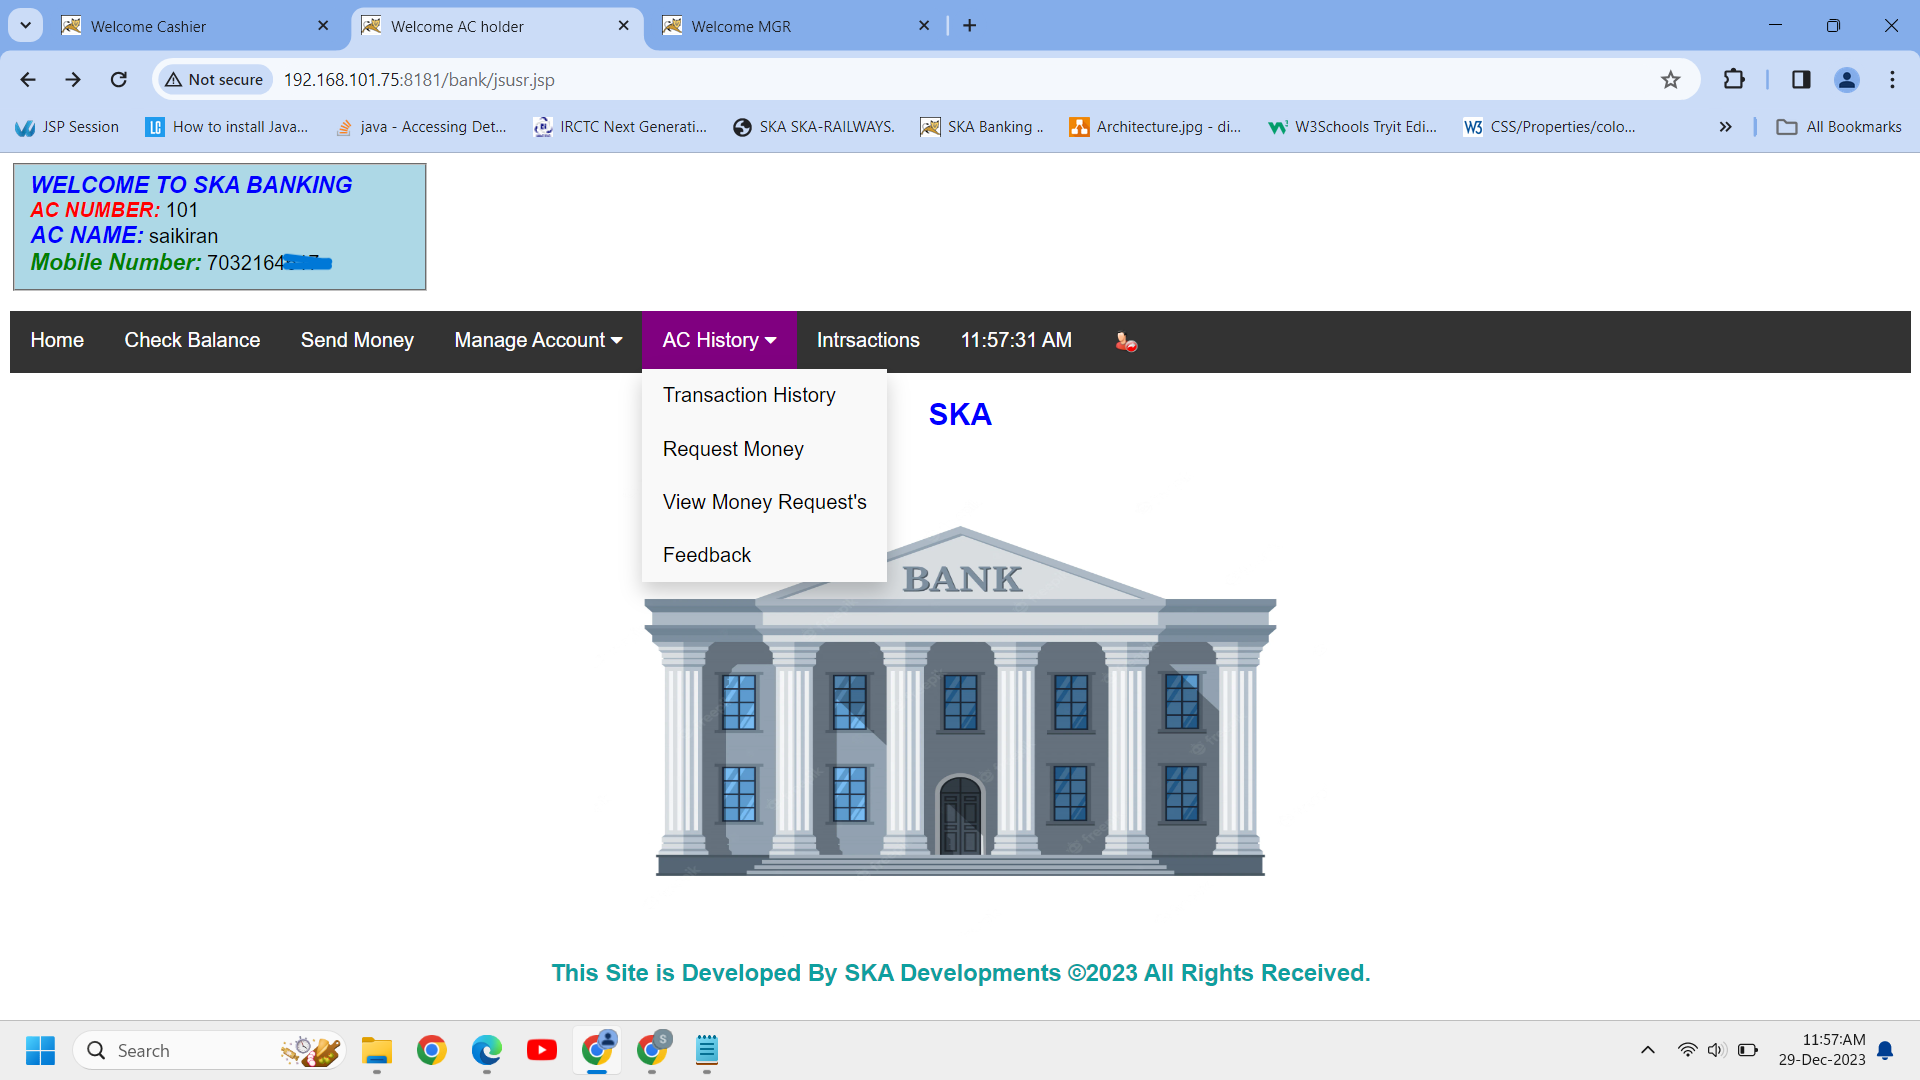 Welcome Cashier
Welcome AC holder
Welcome MGR
Not secure
192.168.101.75:8181/bank/jsusr.jsp
JSP Session
How to install Java...
java - Accessing Det...
IRCTC Next Generati...
SKA SKA-RAILWAYS.
SKA Banking ..
Architecture.jpg - di...
W3Schools Tryit Edi...
CSS/Properties/colo...
All Bookmarks
WELCOME TO SKA BANKING
AC NUMBER: 101
AC NAME: saikiran
Mobile Number: 7032164
Home
Check Balance
Send Money
Manage Account
AC History
Intrsactions
11:57:31 AM
Transaction History
Request Money
View Money Request's
Feedback
SKA
BANK
This Site is Developed By SKA Developments ©2023 All Rights Received.
Search
11:57:AM
29-Dec-2023